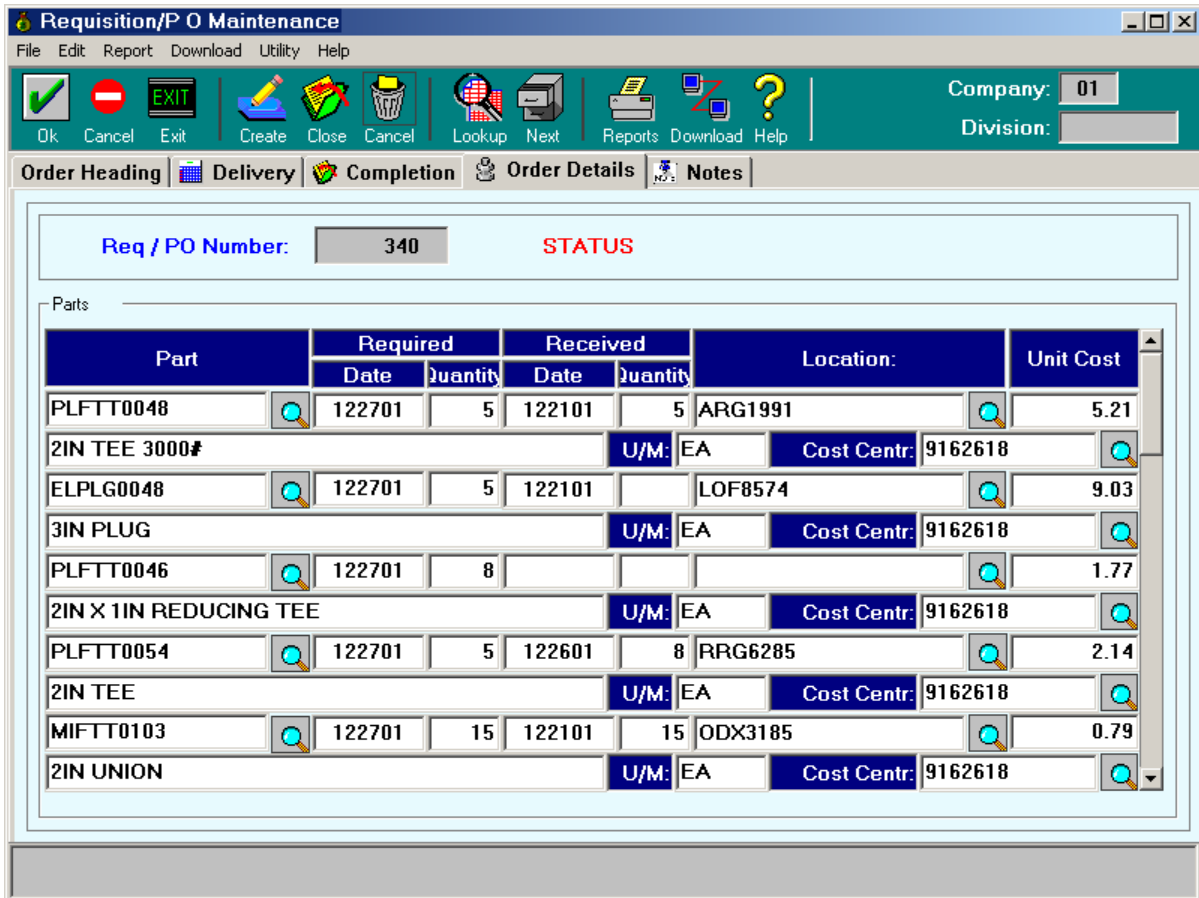 Requisition/P O Maintenance
File Edit Report Download Utility Help
Ok Cancel EXIT Exit Create Close Cancel Lookup Next Reports Download Help
Company: 01
Division:
Order Heading Delivery Completion Order Details Notes
Req / PO Number: 340 STATUS
Parts
Part Required Received Location: Unit Cost
Date Quantity Date Quantity
PLFTT0048 122701 5 122101 5 ARG1991 5.21
2IN TEE 3000# U/M: EA Cost Centr: 9162618
ELPLG0048 122701 5 122101 LOF8574 9.03
3IN PLUG U/M: EA Cost Centr: 9162618
PLFTT0046 122701 8 1.77
2IN X 1IN REDUCING TEE U/M: EA Cost Centr: 9162618
PLFTT0054 122701 5 122601 8 RRG6285 2.14
2IN TEE U/M: EA Cost Centr: 9162618
MIFTT0103 122701 15 122101 15 ODX3185 0.79
2IN UNION U/M: EA Cost Centr: 9162618